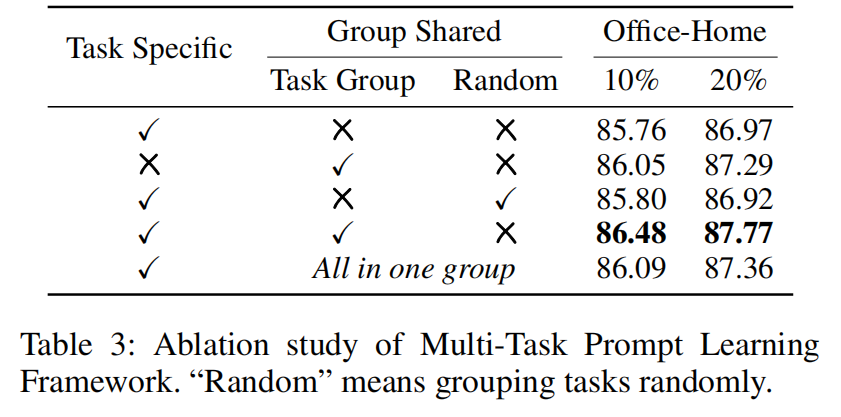 Task Specific Group Shared Office-Home
Task Group Random 10% 20%
✓ ✕ ✕ 85.76 86.97
✕ ✓ ✕ 86.05 87.29
✓ ✕ ✓ 85.80 86.92
✓ ✓ ✕ 86.48 87.77
✓ All in one group 86.09 87.36
Table 3: Ablation study of Multi-Task Prompt Learning
Framework. “Random” means grouping tasks randomly.